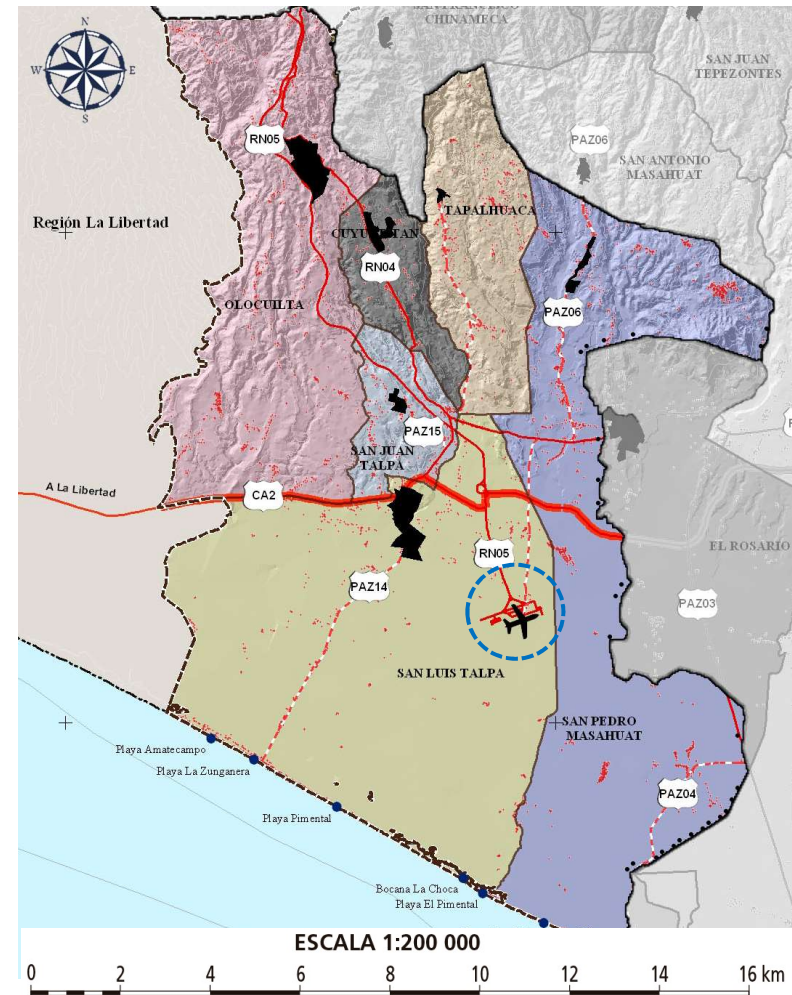 SAN FRANCISCO
CHINAMECA
N
W
E
S
SAN JUAN
TEPEZONTES
RN05
PAZ06
SAN ANTONIO
MASAHUAT
TAPALHUACA
Región La Libertad
CUYULTITAN
RN04
OLOCUILTA
PAZ06
PAZ15
SAN JUAN
TALPA
A La Libertad
CA2
RN05
EL ROSARIO
PAZ14
PAZ03
SAN LUIS TALPA
SAN PEDRO
MASAHUAT
Playa Amatecampo
Playa La Zunganera
PAZ04
Playa Pimental
Bocana La Choca
Playa El Pimental
ESCALA 1:200 000
0 2 4 6 8 10 12 14 16 km